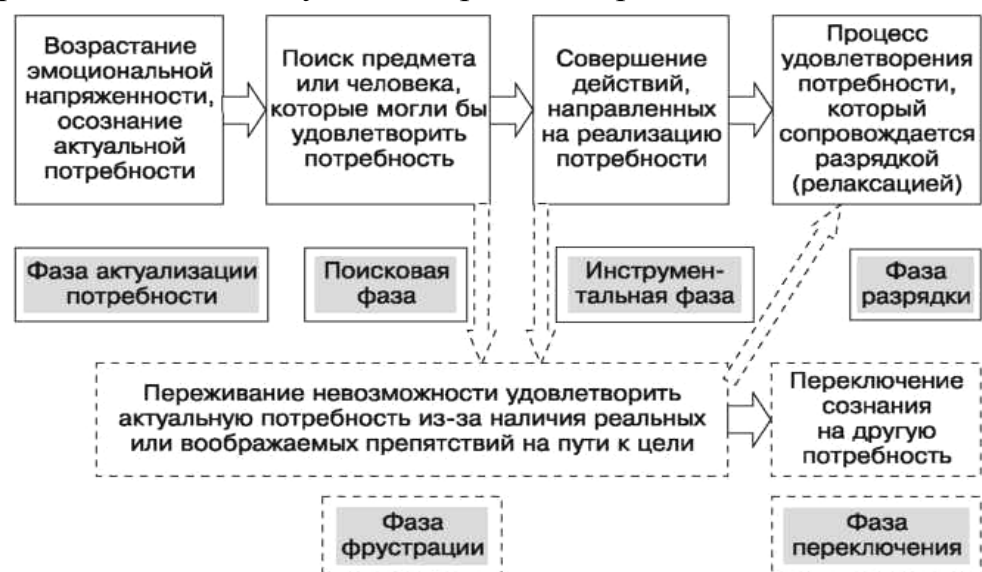 Возрастание
эмоциональной
напряженности,
осознание
актуальной
потребности
Поиск предмета
или человека,
которые могли бы
удовлетворить
потребность
Совершение
действий,
направленных
на реализацию
потребности
Процесс
удовлетворения
потребности,
который
сопровождается
разрядкой
(релаксацией)
Фаза актуализации
потребности
Поисковая
фаза
Инструмен-
тальная фаза
Фаза
разрядки
Переживание невозможности удовлетворить
актуальную потребность из-за наличия реальных
или воображаемых препятствий на пути к цели
Переключение
сознания
на другую
потребность
Фаза
фрустрации
Фаза
переключения